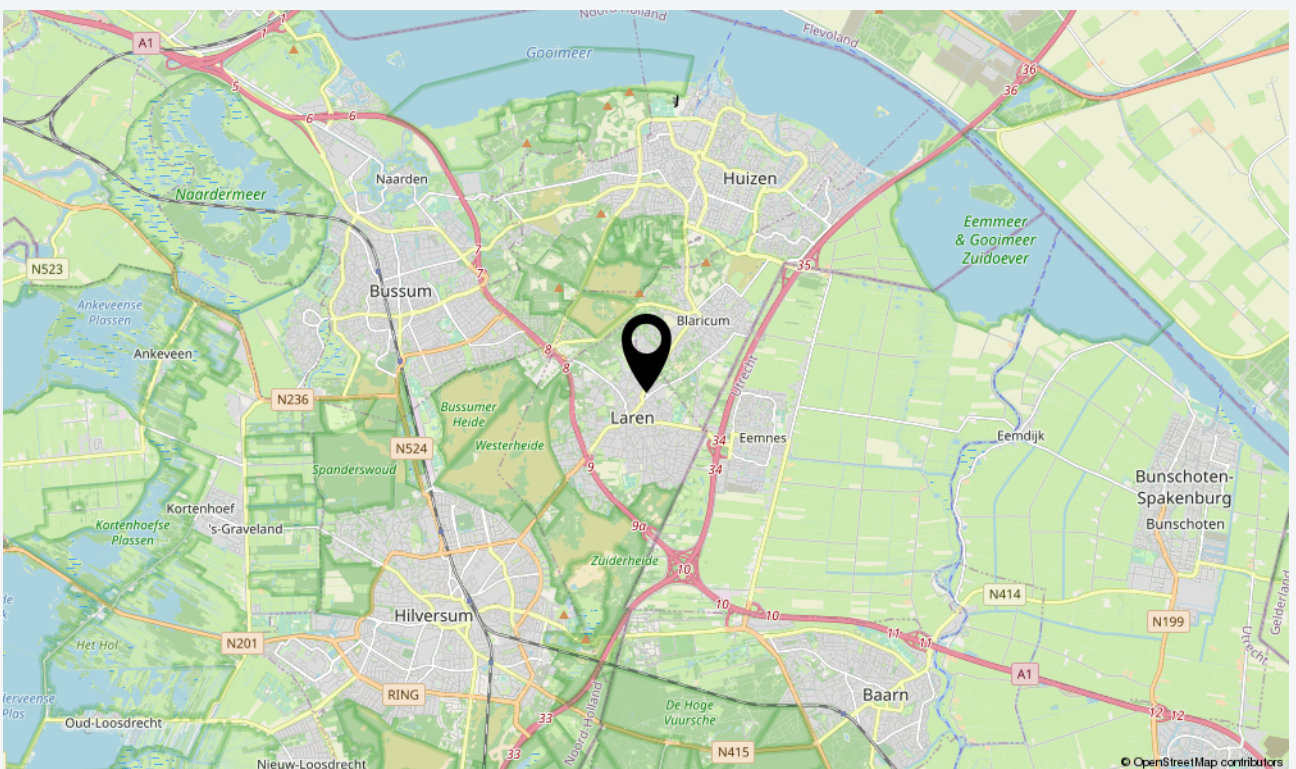 Noord-Holland
Flevoland
A1
1
1
Gooimeer
36
36
5
6
6
Naardermeer
Naarden
Huizen
Eemmeer
& Gooimeer
Zuidoever
N523
7
7
35
Bussum
Ankeveense
Plassen
Blaricum
Ankeveen
8
8
Utrecht
N236
Bussumer
Heide
Laren
Westerheide
N524
34
Eemnes
34
Eemdijk
9
Spanderswoud
Bunschoten-
Spakenburg
Bunschoten
Kortenhoef
's-Graveland
Kortenhoefse
Plassen
9a
Zuiderheide
10
10
10
N414
N199
Gelderland
Utrecht
Hilversum
Het Hol
N201
11
11
A1
RING
Baarn
De Hoge
Vuursche
Noord-Holland
12
12
33
33
Oud-Loosdrecht
N415
Nieuw-Loosdrecht
© OpenStreetMap contributors